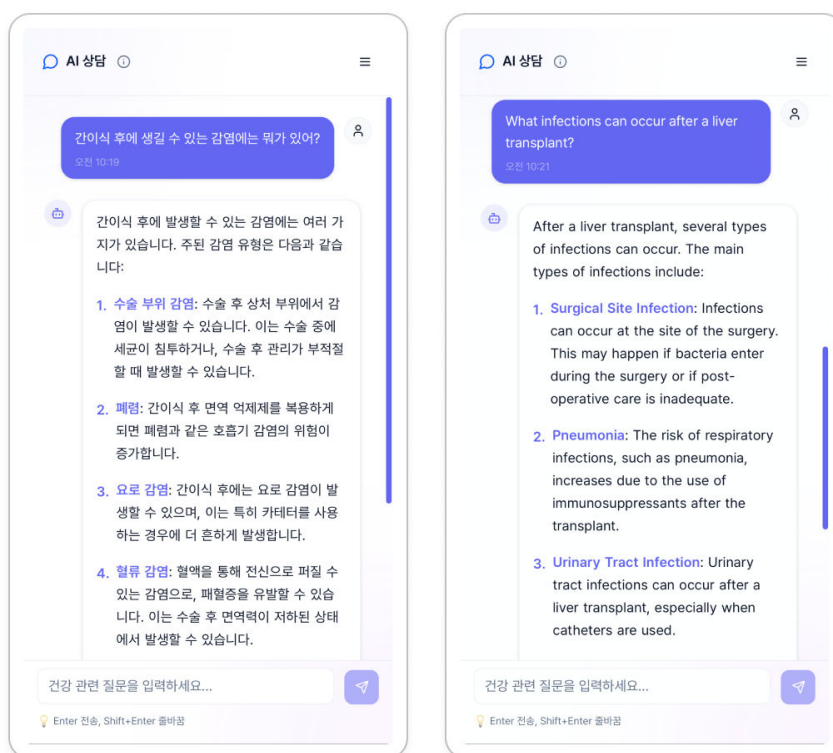 AI 상담
간이식 후에 생길 수 있는 감염에는 뭐가 있어?
오전 10:19
간이식 후에 발생할 수 있는 감염에는 여러 가
지가 있습니다. 주된 감염 유형은 다음과 같습
니다:
1. 수술 부위 감염: 수술 후 상처 부위에서 감
염이 발생할 수 있습니다. 이는 수술 중에
세균이 침투하거나, 수술 후 관리가 부적절
할 때 발생할 수 있습니다.
2. 폐렴: 간이식 후 면역 억제제를 복용하게
되면 폐렴과 같은 호흡기 감염의 위험이
증가합니다.
3. 요로 감염: 간이식 후에는 요로 감염이 발
생할 수 있으며, 이는 특히 카테터를 사용
하는 경우에 더 흔하게 발생합니다.
4. 혈류 감염: 혈액을 통해 전신으로 퍼질 수
있는 감염으로, 패혈증을 유발할 수 있습
니다. 이는 수술 후 면역력이 저하된 상태
에서 발생할 수 있습니다.
건강 관련 질문을 입력하세요...
Enter 전송, Shift+Enter 줄바꿈
AI 상담
What infections can occur after a liver
transplant?
오전 10:21
After a liver transplant, several types
of infections can occur. The main
types of infections include:
1. Surgical Site Infection: Infections
can occur at the site of the surgery.
This may happen if bacteria enter
during the surgery or if post-
operative care is inadequate.
2. Pneumonia: The risk of respiratory
infections, such as pneumonia,
increases due to the use of
immunosuppressants after the
transplant.
3. Urinary Tract Infection: Urinary
tract infections can occur after a
liver transplant, especially when
catheters are used.
건강 관련 질문을 입력하세요...
Enter 전송, Shift+Enter 줄바꿈